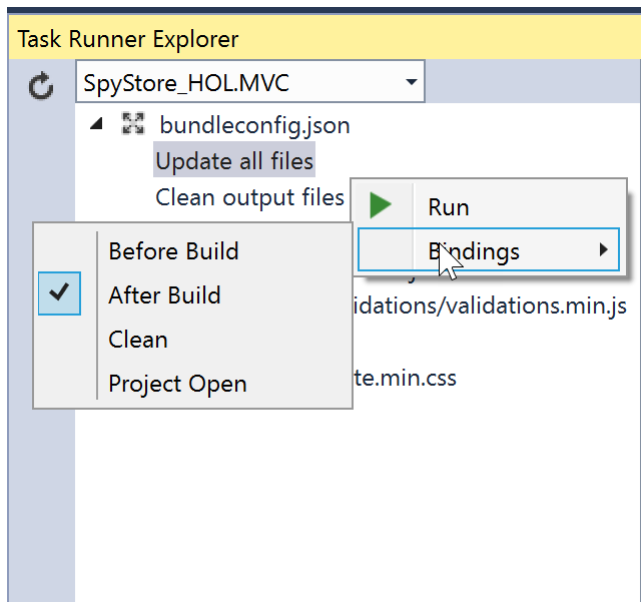 Task Runner Explorer
SpyStore_HOL.MVC
bundleconfig.json
Update all files
Clean output files
Run
Bindings
Before Build
After Build
Clean
Project Open
idations/validations.min.js
te.min.css